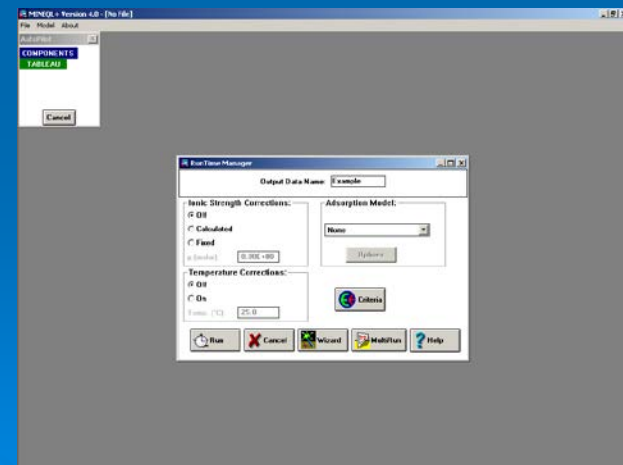 MINEQL+ Version 4.0 - [No File]
File Model About
AutoPilot
COMPONENTS
TABLEAU
Cancel
RunTime Manager
Output Data Name: Example
Ionic Strength Corrections:
Off
Calculated
Fixed
µ (molar) 0.00E+00
Temperature Corrections:
Off
On
Temp. (°C) 25.0
Adsorption Model:
None
Options
Criteria
Run Cancel Wizard MultiRun Help